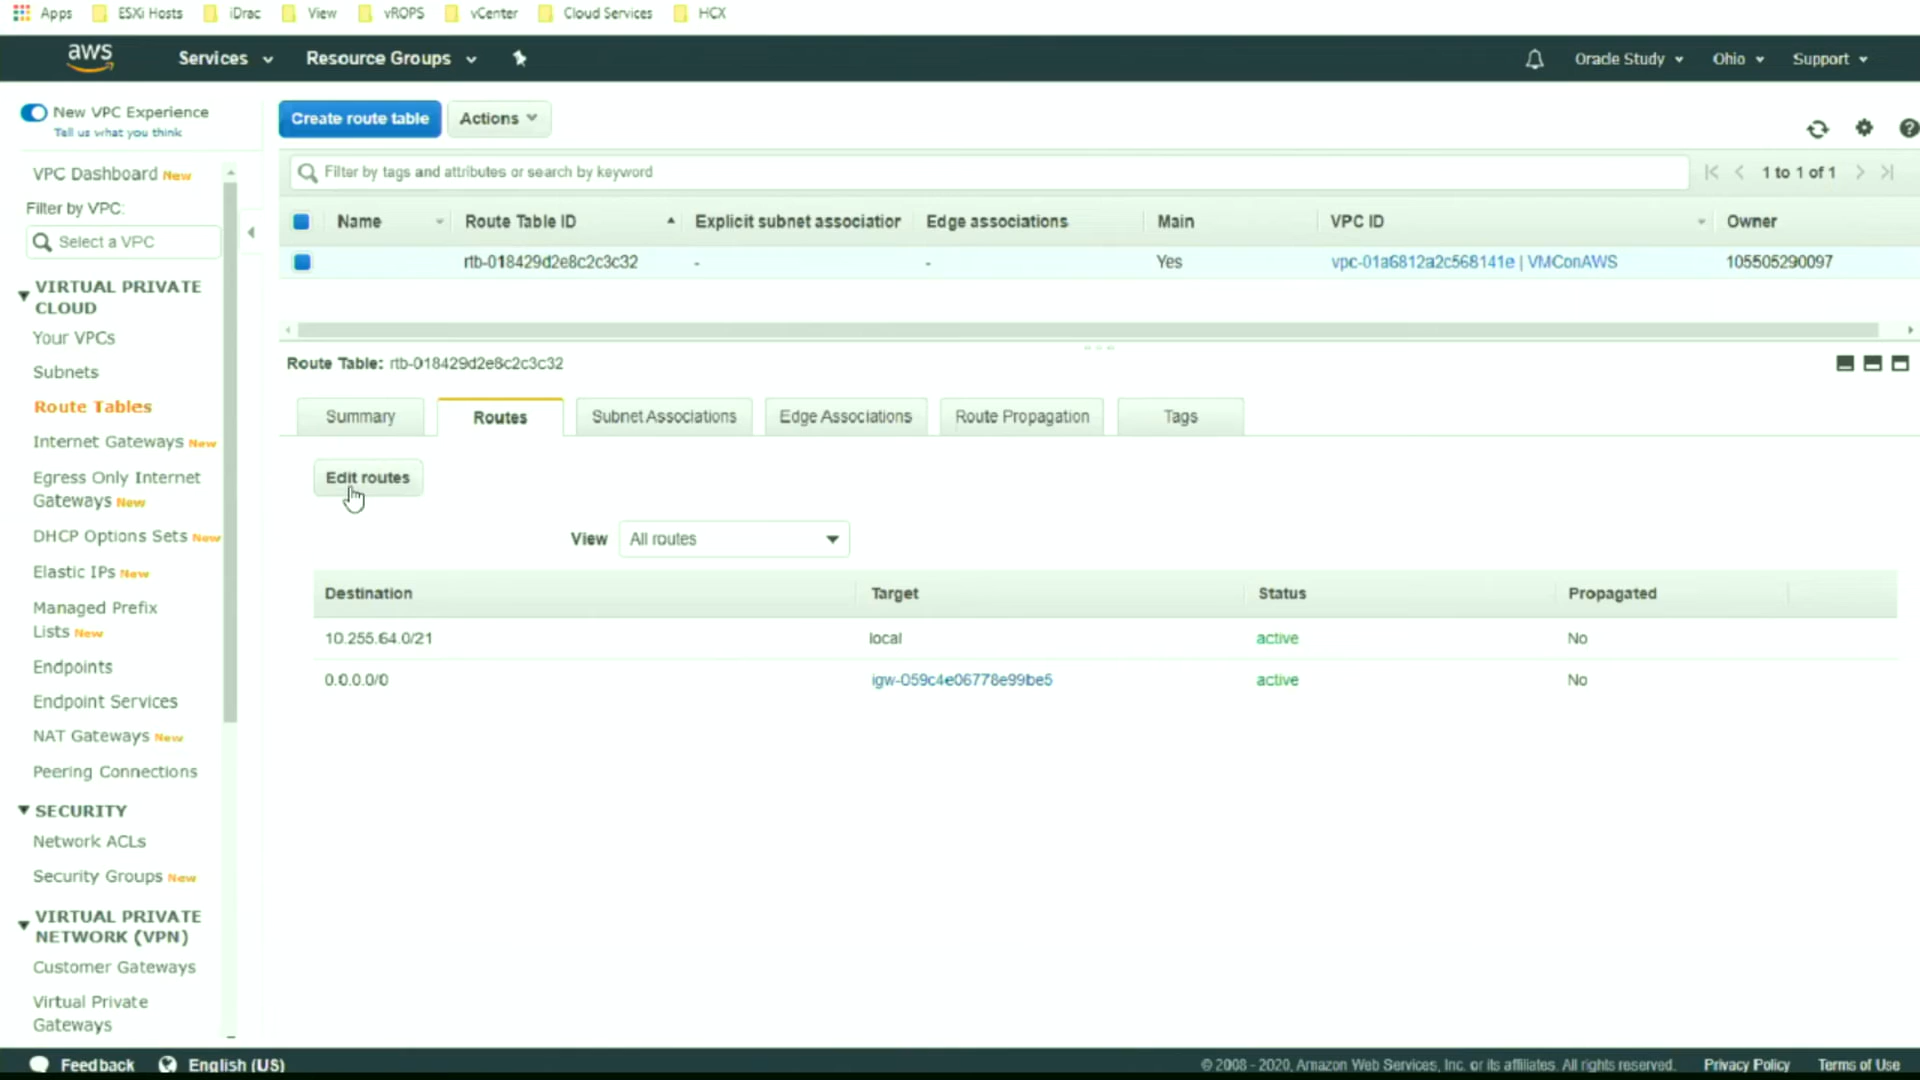 Apps ESXi Hosts iDrac View vROPS vCenter Cloud Services HCX
aws Services Resource Groups Oracle Study Ohio Support
New VPC Experience
Tell us what you think
Create route table Actions
VPC Dashboard New
Filter by VPC:
Select a VPC
Filter by tags and attributes or search by keyword
1 to 1 of 1
Name Route Table ID Explicit subnet association Edge associations Main VPC ID Owner
rtb-018429d2e8c2c3c32 - - Yes vpc-01a6812a2c568141e | VMConAWS 105505290097
VIRTUAL PRIVATE
CLOUD
Your VPCs
Subnets
Route Tables
Internet Gateways New
Egress Only Internet
Gateways New
DHCP Options Sets New
Elastic IPs New
Managed Prefix
Lists New
Endpoints
Endpoint Services
NAT Gateways New
Peering Connections
SECURITY
Network ACLs
Security Groups New
VIRTUAL PRIVATE
NETWORK (VPN)
Customer Gateways
Virtual Private
Gateways
Route Table: rtb-018429d2e8c2c3c32
Summary Routes Subnet Associations Edge Associations Route Propagation Tags
Edit routes
View All routes
Destination Target Status Propagated
10.255.64.0/21 local active No
0.0.0.0/0 igw-059c4e06778e99be5 active No
Feedback English (US) © 2008 - 2020, Amazon Web Services, Inc. or its affiliates. All rights reserved. Privacy Policy Terms of Use